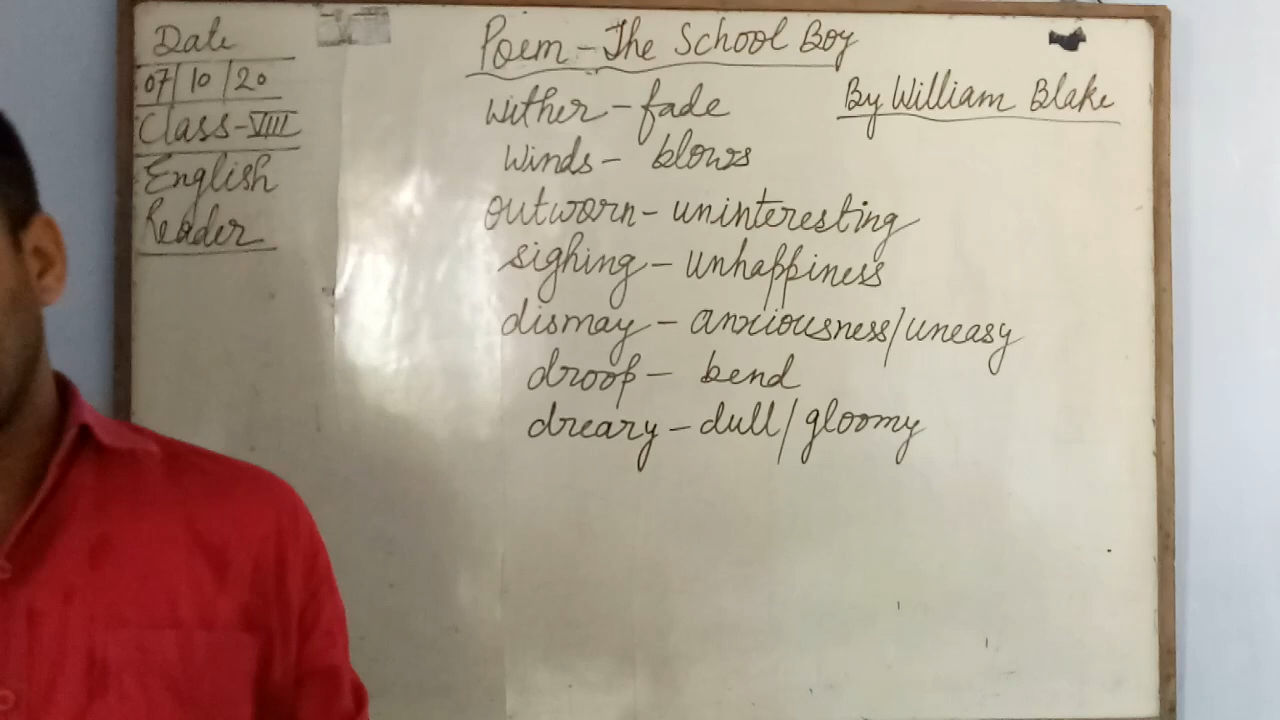 Date
07/10/20
Class-VIII
English
Reader
Poem - The School Boy
By William Blake
wither - fade
winds - blows
outworn - uninteresting
sighing - unhappiness
dismay - anxiousness/uneasy
droop - bend
dreary - dull/gloomy